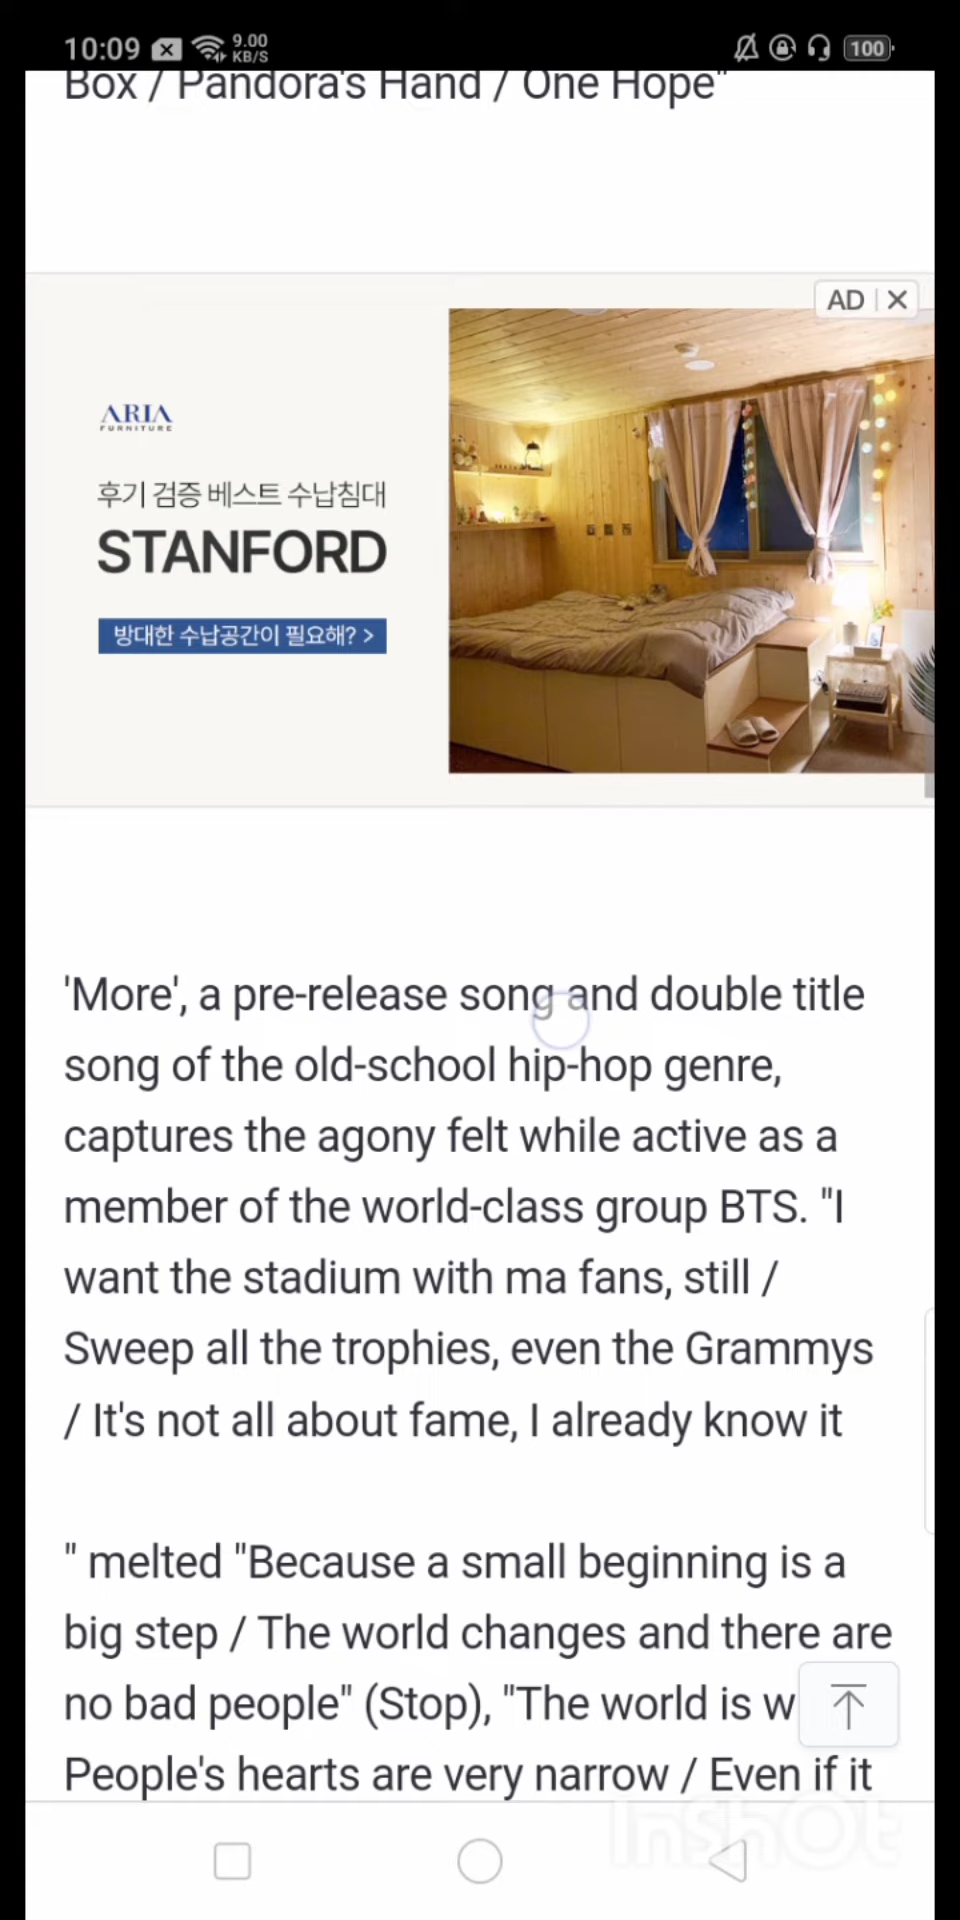 10:09 9.00 KB/S 100
Box / Pandora's Hand / One Hope"
AD
ARIA
FURNITURE
후기 검증 베스트 수납침대
STANFORD
방대한 수납공간이 필요해? >
'More', a pre-release song and double title
song of the old-school hip-hop genre,
captures the agony felt while active as a
member of the world-class group BTS. "I
want the stadium with ma fans, still /
Sweep all the trophies, even the Grammys
/ It's not all about fame, I already know it
" melted "Because a small beginning is a
big step / The world changes and there are
no bad people" (Stop), "The world is w
People's hearts are very narrow / Even if it
InShOt